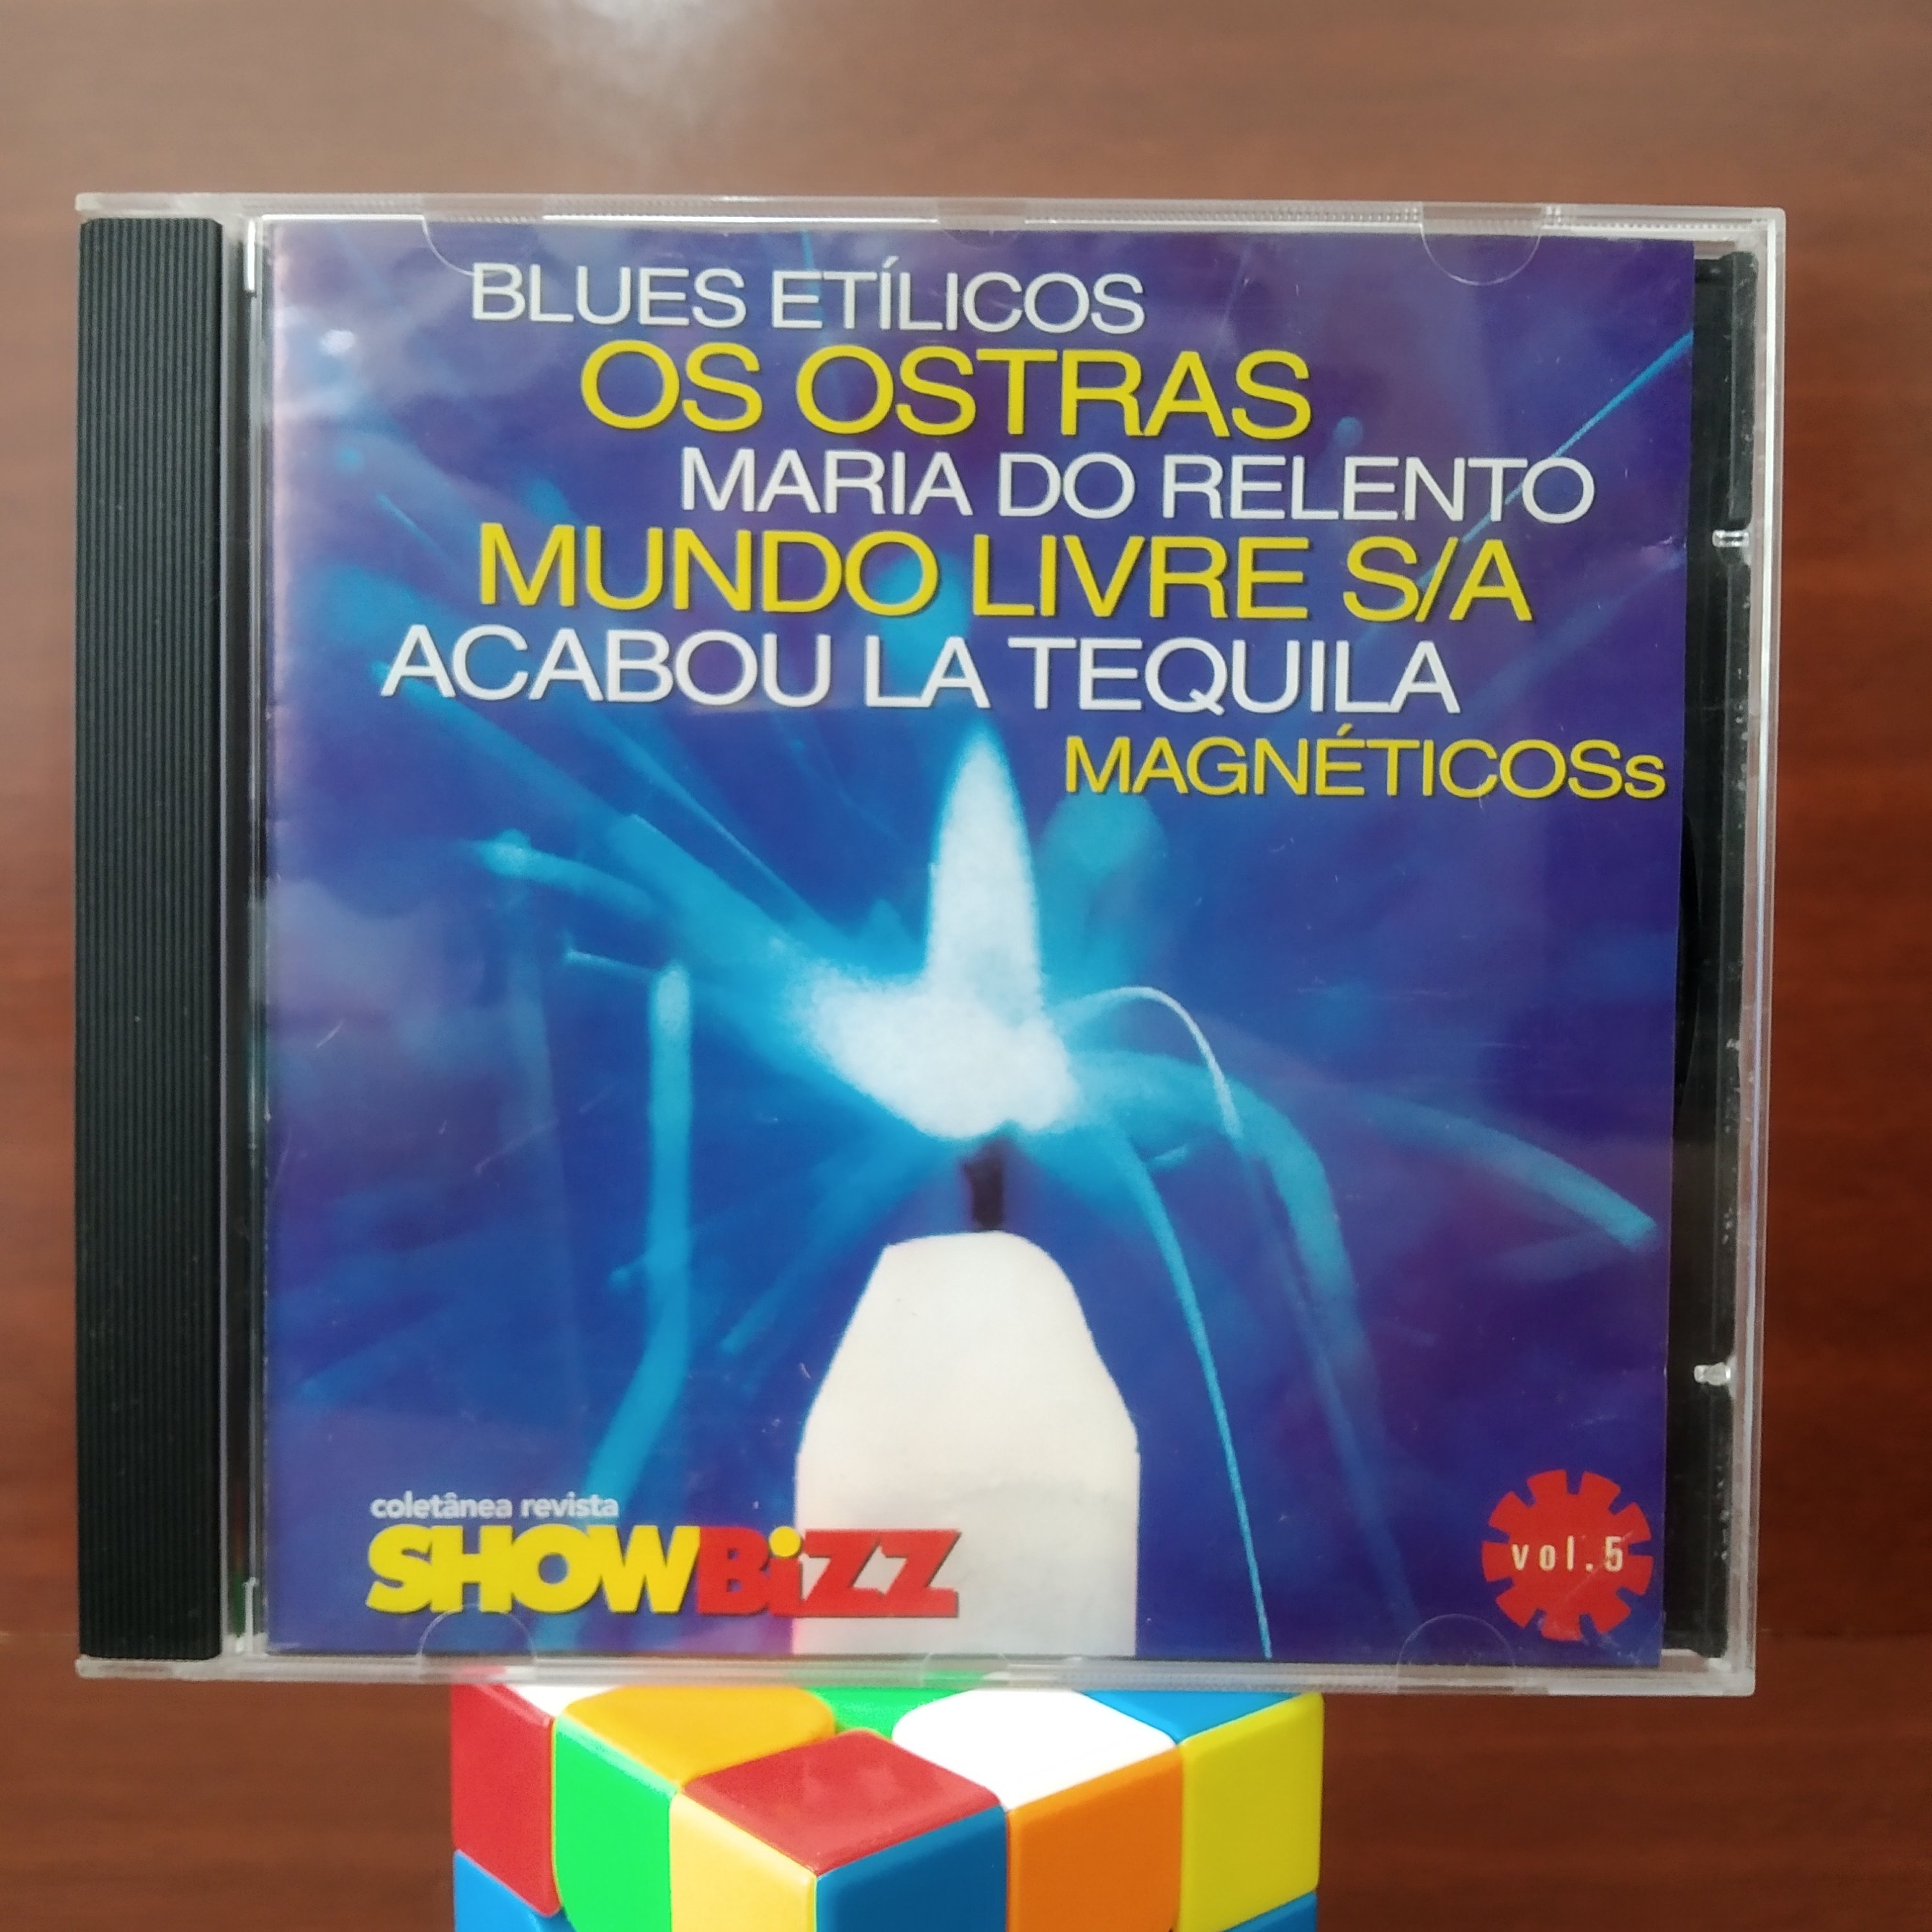 BLUES ETÍLICOS
OS OSTRAS
MARIA DO RELENTO
MUNDO LIVRE S/A
ACABOU LA TEQUILA
MAGNÉTICOSs
coletânea revista
SHOWBiZZ
vol.5